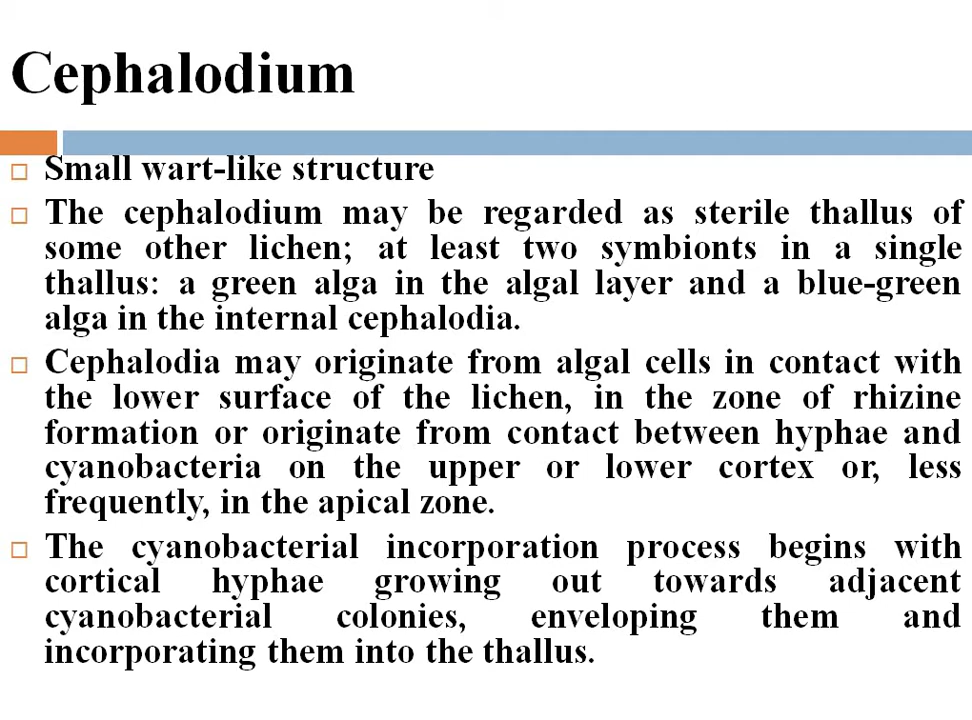 Cephalodium
Small wart-like structure
The cephalodium may be regarded as sterile thallus of
some other lichen; at least two symbionts in a single
thallus: a green alga in the algal layer and a blue-green
alga in the internal cephalodia.
Cephalodia may originate from algal cells in contact with
the lower surface of the lichen, in the zone of rhizine
formation or originate from contact between hyphae and
cyanobacteria on the upper or lower cortex or, less
frequently, in the apical zone.
The cyanobacterial incorporation process begins with
cortical hyphae growing out towards adjacent
cyanobacterial colonies, enveloping them and
incorporating them into the thallus.